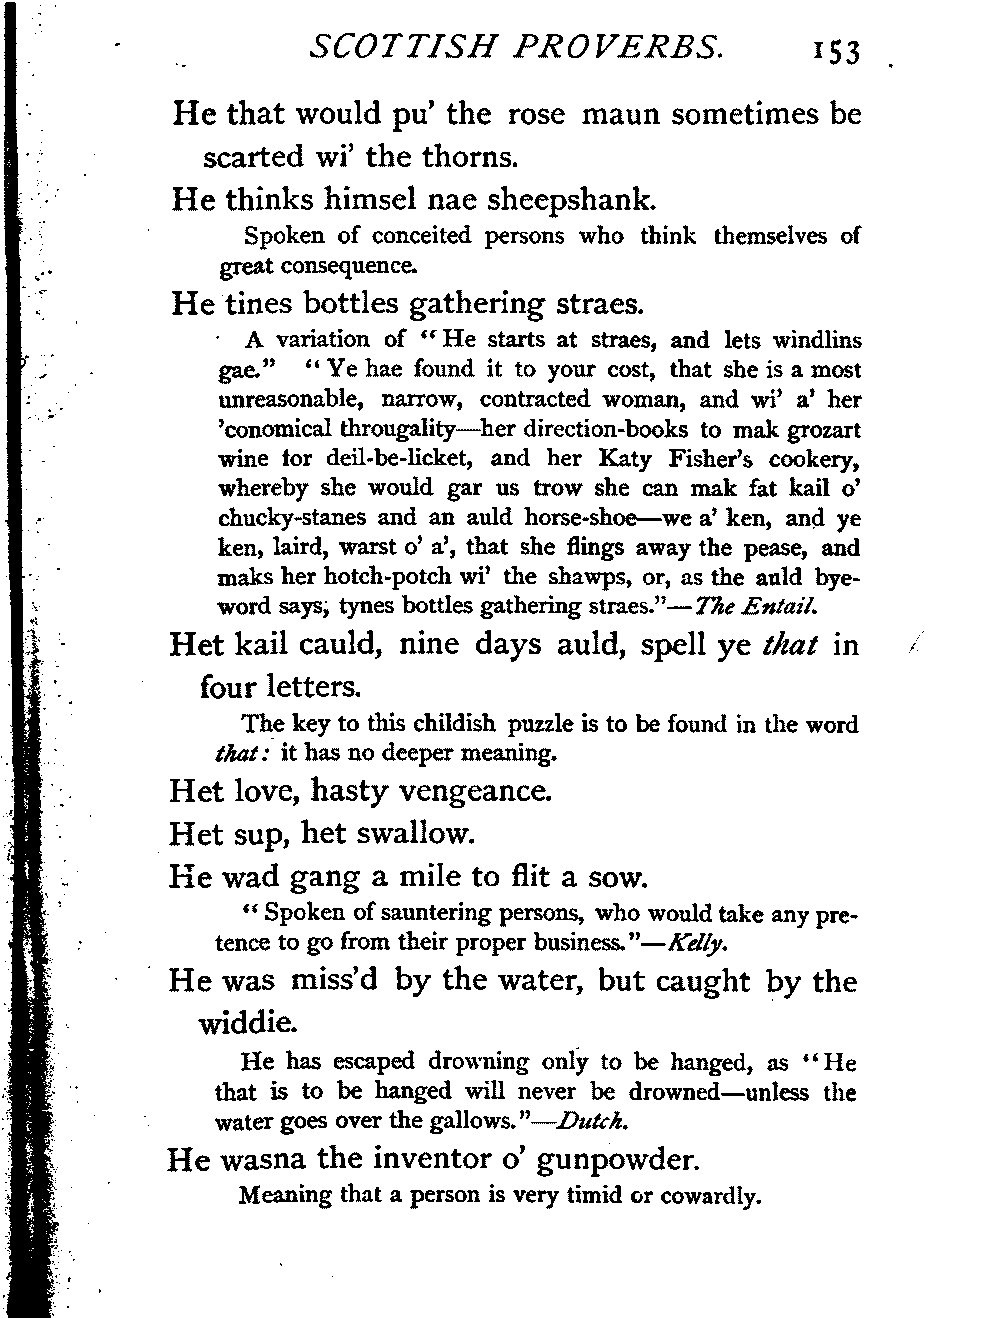 SCOTTISH PROVERBS. 153
He that would pu' the rose maun sometimes be
scarted wi' the thorns.
He thinks himsel nae sheepshank.
Spoken of conceited persons who think themselves of
great consequence.
He tines bottles gathering straes.
A variation of "He starts at straes, and lets windlins
gae." "Ye hae found it to your cost, that she is a most
unreasonable, narrow, contracted woman, and wi' a' her
'conomical througality—her direction-books to mak grozart
wine for deil-be-licket, and her Katy Fisher's cookery,
whereby she would gar us trow she can mak fat kail o'
chucky-stanes and an auld horse-shoe—we a' ken, and ye
ken, laird, warst o' a', that she flings away the pease, and
maks her hotch-potch wi' the shawps, or, as the auld bye-
word says, tynes bottles gathering straes."—The Entail.
Het kail cauld, nine days auld, spell ye that in
four letters.
The key to this childish puzzle is to be found in the word
that: it has no deeper meaning.
Het love, hasty vengeance.
Het sup, het swallow.
He wad gang a mile to flit a sow.
"Spoken of sauntering persons, who would take any pre-
tence to go from their proper business."—Kelly.
He was miss'd by the water, but caught by the
widdie.
He has escaped drowning only to be hanged, as "He
that is to be hanged will never be drowned—unless the
water goes over the gallows."—Dutch.
He wasna the inventor o' gunpowder.
Meaning that a person is very timid or cowardly.